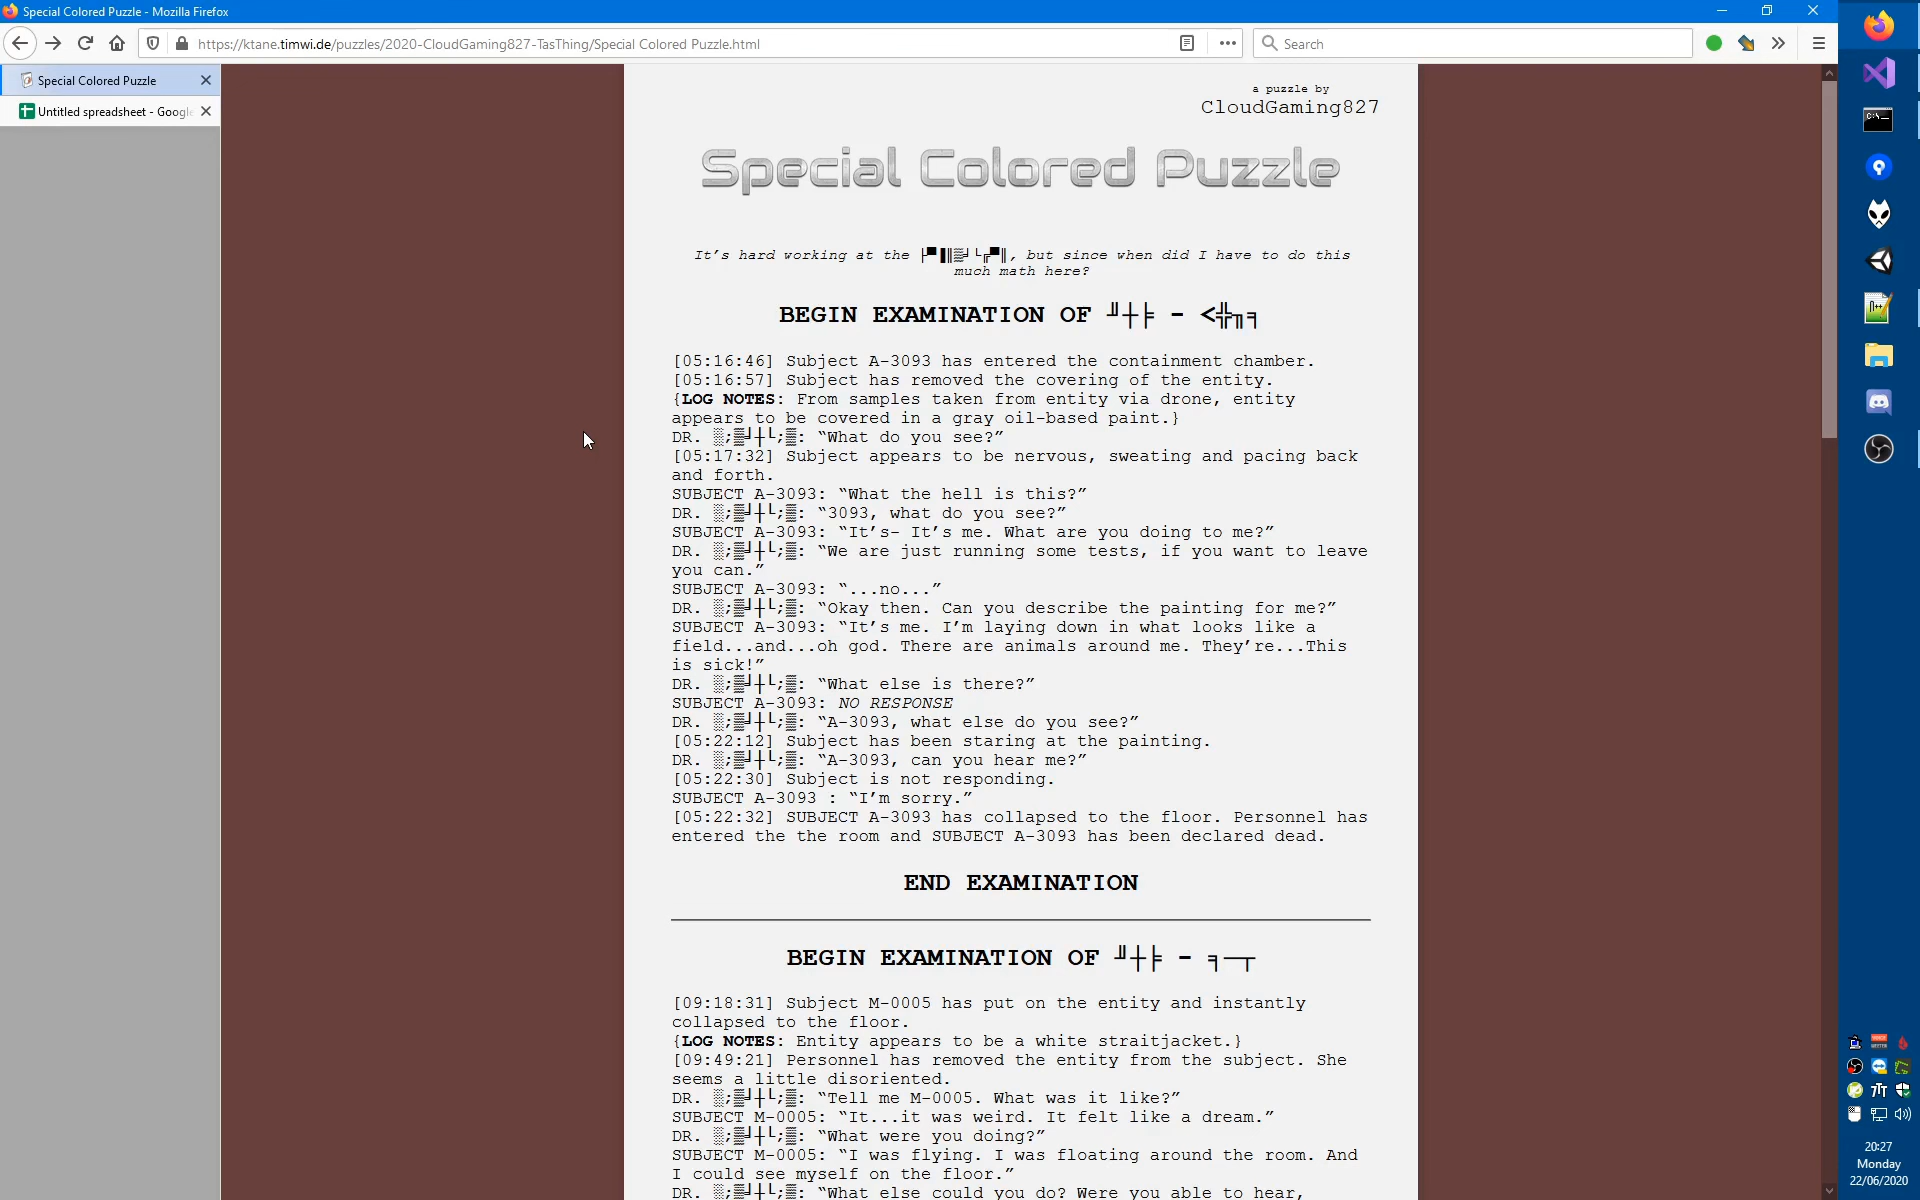 Special Colored Puzzle - Mozilla Firefox
https://ktane.timwi.de/puzzles/2020-CloudGaming827-TasThing/Special Colored Puzzle.html
Search
Special Colored Puzzle
Untitled spreadsheet - Google
a puzzle by
CloudGaming827
Special Colored Puzzle
It’s hard working at the ├▀▐║▒╛└╔▀║, but since when did I have to do this
much math here?
BEGIN EXAMINATION OF ╜┼╞ - <╬╖╕
[05:16:46] Subject A-3093 has entered the containment chamber.
[05:16:57] Subject has removed the covering of the entity.
{LOG NOTES: From samples taken from entity via drone, entity
appears to be covered in a gray oil-based paint.}
DR. ▒;▓╛┼└;▓: “What do you see?”
[05:17:32] Subject appears to be nervous, sweating and pacing back
and forth.
SUBJECT A-3093: “What the hell is this?”
DR. ▒;▓╛┼└;▓: “3093, what do you see?”
SUBJECT A-3093: “It’s- It’s me. What are you doing to me?”
DR. ▒;▓╛┼└;▓: “We are just running some tests, if you want to leave
you can.”
SUBJECT A-3093: “...no...”
DR. ▒;▓╛┼└;▓: “Okay then. Can you describe the painting for me?”
SUBJECT A-3093: “It’s me. I’m laying down in what looks like a
field...and...oh god. There are animals around me. They’re...This
is sick!”
DR. ▒;▓╛┼└;▓: “What else is there?”
SUBJECT A-3093: NO RESPONSE
DR. ▒;▓╛┼└;▓: “A-3093, what else do you see?”
[05:22:12] Subject has been staring at the painting.
DR. ▒;▓╛┼└;▓: “A-3093, can you hear me?”
[05:22:30] Subject is not responding.
SUBJECT A-3093 : “I’m sorry.”
[05:22:32] SUBJECT A-3093 has collapsed to the floor. Personnel has
entered the the room and SUBJECT A-3093 has been declared dead.
END EXAMINATION
BEGIN EXAMINATION OF ╜┼╞ - ╕─┬
[09:18:31] Subject M-0005 has put on the entity and instantly
collapsed to the floor.
{LOG NOTES: Entity appears to be a white straitjacket.}
[09:49:21] Personnel has removed the entity from the subject. She
seems a little disoriented.
DR. ▒;▓╛┼└;▓: “Tell me M-0005. What was it like?”
SUBJECT M-0005: “It...it was weird. It felt like a dream.”
DR. ▒;▓╛┼└;▓: “What were you doing?”
SUBJECT M-0005: “I was flying. I was floating around the room. And
I could see myself on the floor.”
DR. ▒;▓╛┼└;▓: “What else could you do? Were you able to hear,
20:27
Monday
22/06/2020